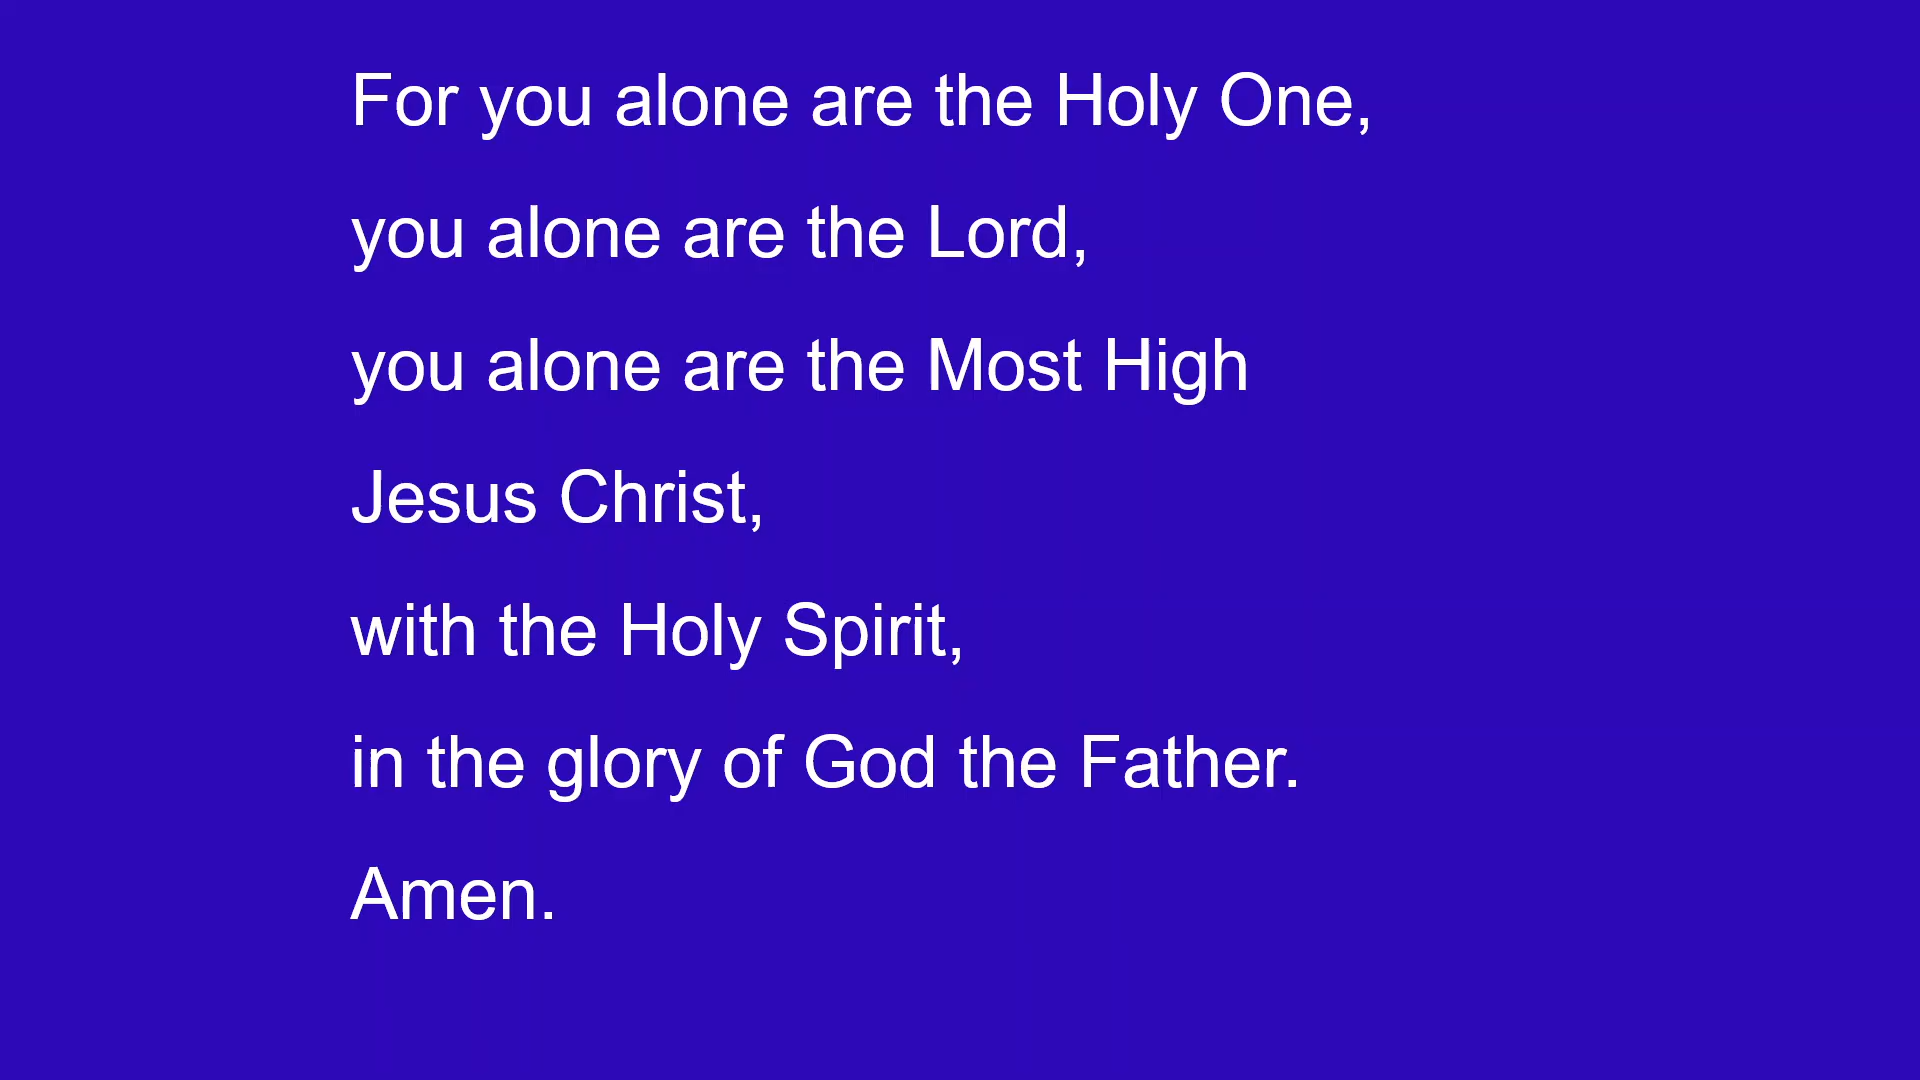 For you alone are the Holy One,
you alone are the Lord,
you alone are the Most High
Jesus Christ,
with the Holy Spirit,
in the glory of God the Father.
Amen.